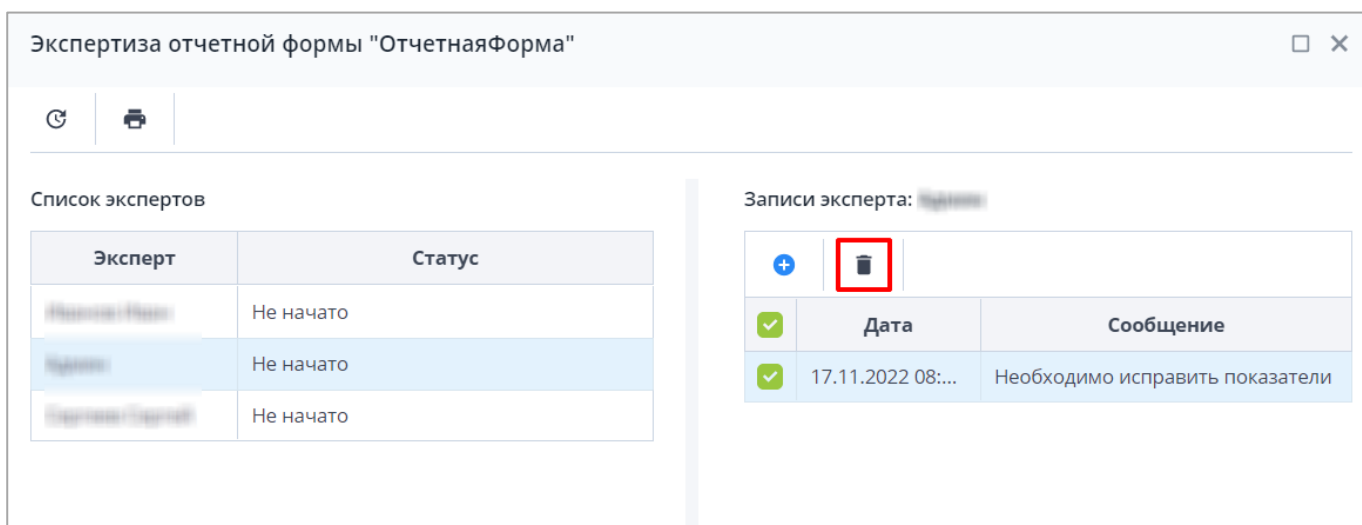 Экспертиза отчетной формы "ОтчетнаяФорма"
Список экспертов
Эксперт Статус
Не начато
Не начато
Не начато
Записи эксперта:
Дата Сообщение
17.11.2022 08:... Необходимо исправить показатели